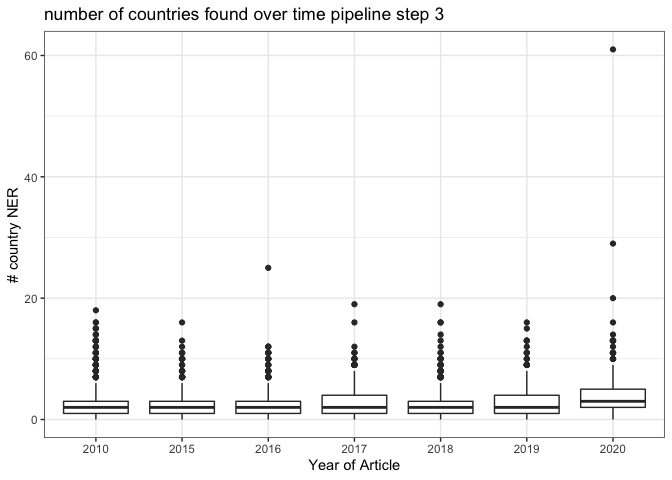 number of countries found over time pipeline step 3
60
40
20
0
# country NER
2010 2015 2016 2017 2018 2019 2020
Year of Article